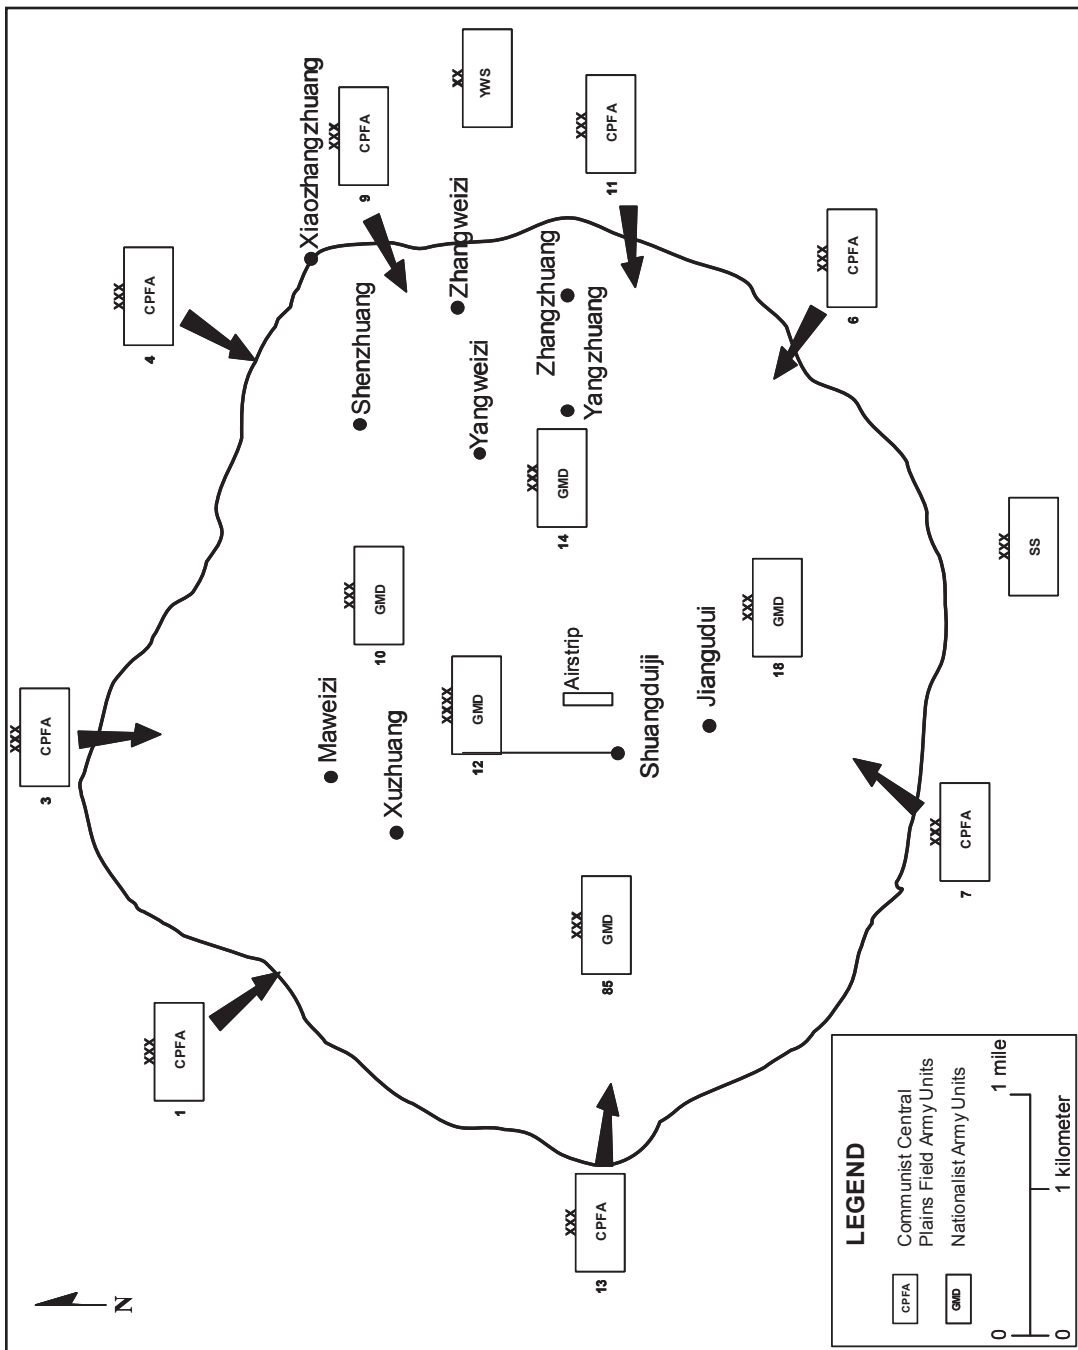 N
XXX
CPFA
3
XXX
CPFA
4
XXX
CPFA
1
Xiaozhangzhuang
XXX
CPFA
9
Maweizi
XXX
GMD
10
Shenzhuang
Xuzhuang
XX
YWS
Zhangweizi
XXXX
GMD
12
Yangweizi
XXX
GMD
14
Zhangzhuang
Yangzhuang
XXX
CPFA
11
Airstrip
XXX
CPFA
13
XXX
GMD
85
Shuangduiji
Jiangudui
XXX
GMD
18
XXX
CPFA
6
XXX
CPFA
7
XXX
SS
LEGEND
CPFA
Communist Central
Plains Field Army Units
GMD
Nationalist Army Units
0
1 mile
0
1 kilometer